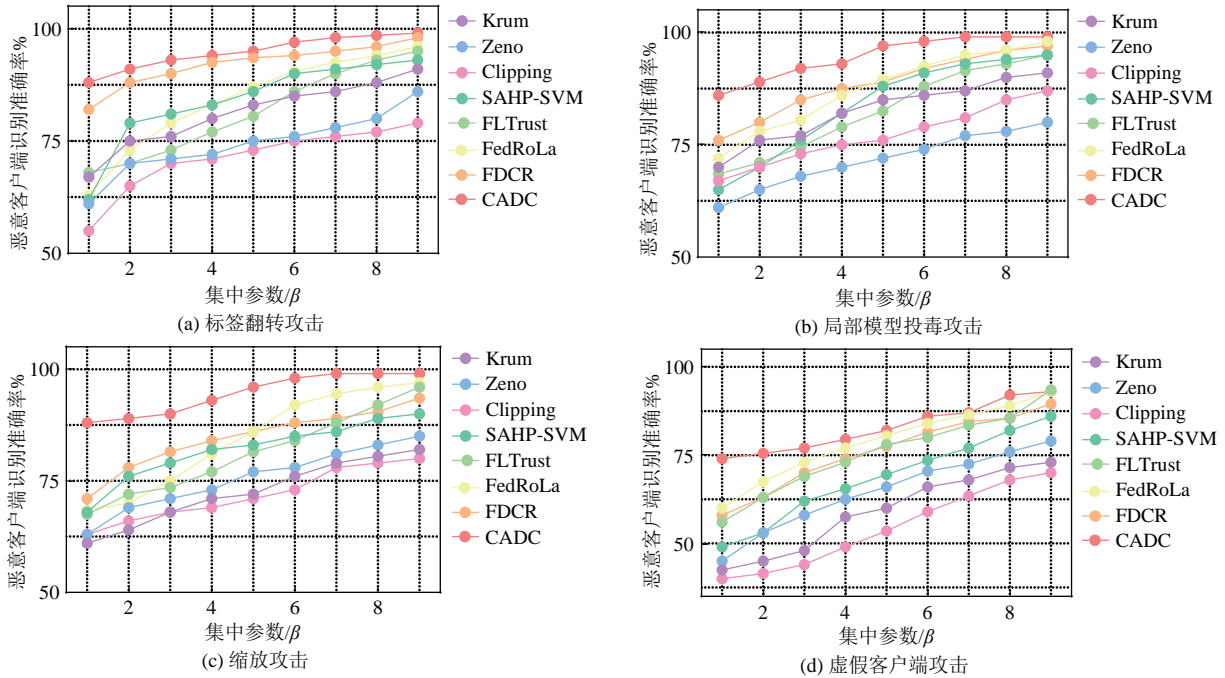 恶意客户端识别准确率%
100
75
50
2
4
6
8
集中参数/β
Krum
Zeno
Clipping
SAHP-SVM
FLTrust
FedRoLa
FDCR
CADC
(a) 标签翻转攻击
恶意客户端识别准确率%
100
75
50
2
4
6
8
集中参数/β
Krum
Zeno
Clipping
SAHP-SVM
FLTrust
FedRoLa
FDCR
CADC
(b) 局部模型投毒攻击
恶意客户端识别准确率%
100
75
50
2
4
6
8
集中参数/β
Krum
Zeno
Clipping
SAHP-SVM
FLTrust
FedRoLa
FDCR
CADC
(c) 缩放攻击
恶意客户端识别准确率%
100
75
50
2
4
6
8
集中参数/β
Krum
Zeno
Clipping
SAHP-SVM
FLTrust
FedRoLa
FDCR
CADC
(d) 虚假客户端攻击